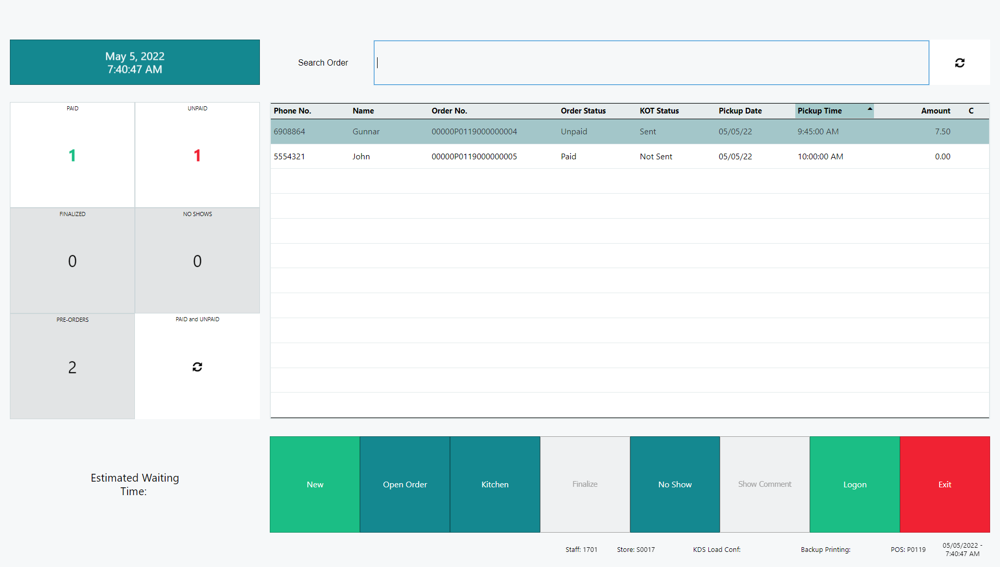 May 5, 2022
7:40:47 AM
Search Order
PAID
UNPAID
1
1
FINALIZED
NO SHOWS
0
0
PRE-ORDERS
PAID and UNPAID
2
Phone No. Name Order No. Order Status KOT Status Pickup Date Pickup Time Amount C
6908864 Gunnar 00000P0119000000004 Unpaid Sent 05/05/22 9:45:00 AM 7.50
5554321 John 00000P0119000000005 Paid Not Sent 05/05/22 10:00:00 AM 0.00
Estimated Waiting
Time:
New
Open Order
Kitchen
Finalize
No Show
Show Comment
Logon
Exit
Staff: 1701
Store: S0017
KDS Load Conf:
Backup Printing:
POS: P0119
05/05/2022 -
7:40:47 AM